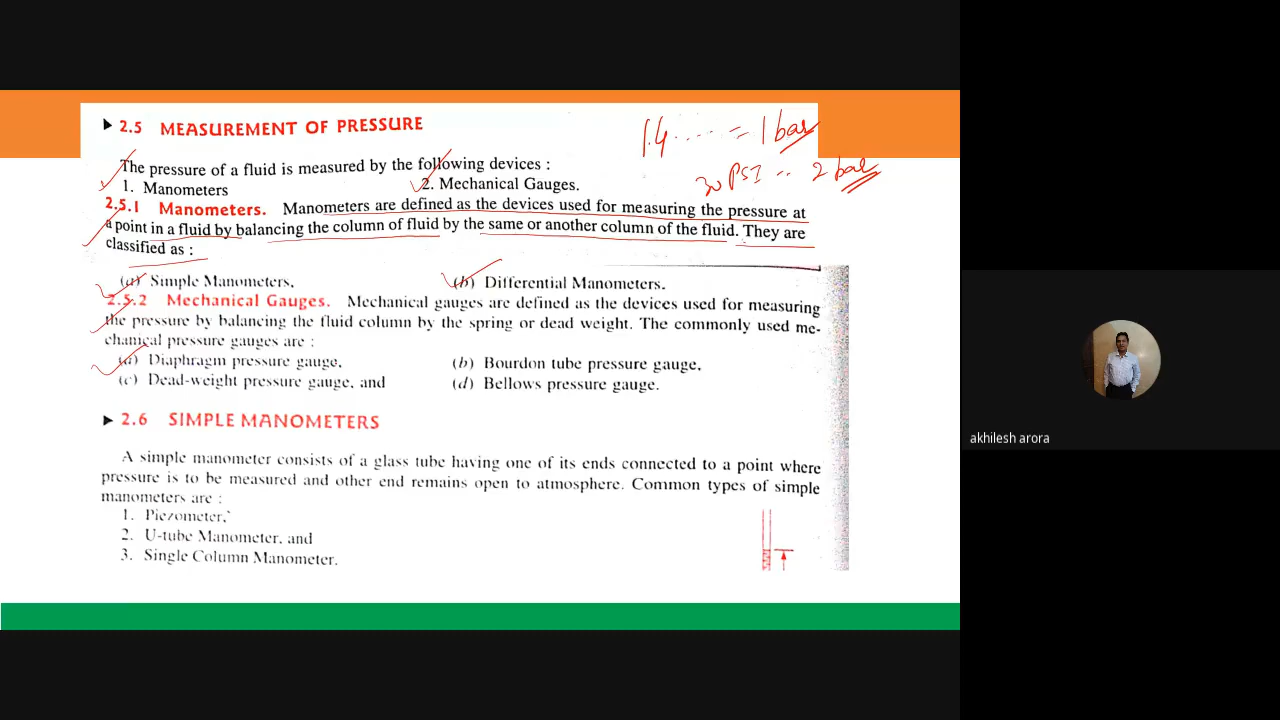 2.5 MEASUREMENT OF PRESSURE
14 ..... = 1 bar
The pressure of a fluid is measured by the following devices :
30 PSI .. 2 bar
1. Manometers 2. Mechanical Gauges.
2.5.1 Manometers. Manometers are defined as the devices used for measuring the pressure at
a point in a fluid by balancing the column of fluid by the same or another column of the fluid. They are
classified as :
(a) Simple Manometers, (b) Differential Manometers.
2.5.2 Mechanical Gauges. Mechanical gauges are defined as the devices used for measuring
the pressure by balancing the fluid column by the spring or dead weight. The commonly used me-
chanical pressure gauges are :
(a) Diaphragm pressure gauge, (b) Bourdon tube pressure gauge,
(c) Dead-weight pressure gauge, and (d) Bellows pressure gauge.
2.6 SIMPLE MANOMETERS
A simple manometer consists of a glass tube having one of its ends connected to a point where
pressure is to be measured and other end remains open to atmosphere. Common types of simple
manometers are :
1. Piezometer,
2. U-tube Manometer, and
3. Single Column Manometer.
akhilesh arora